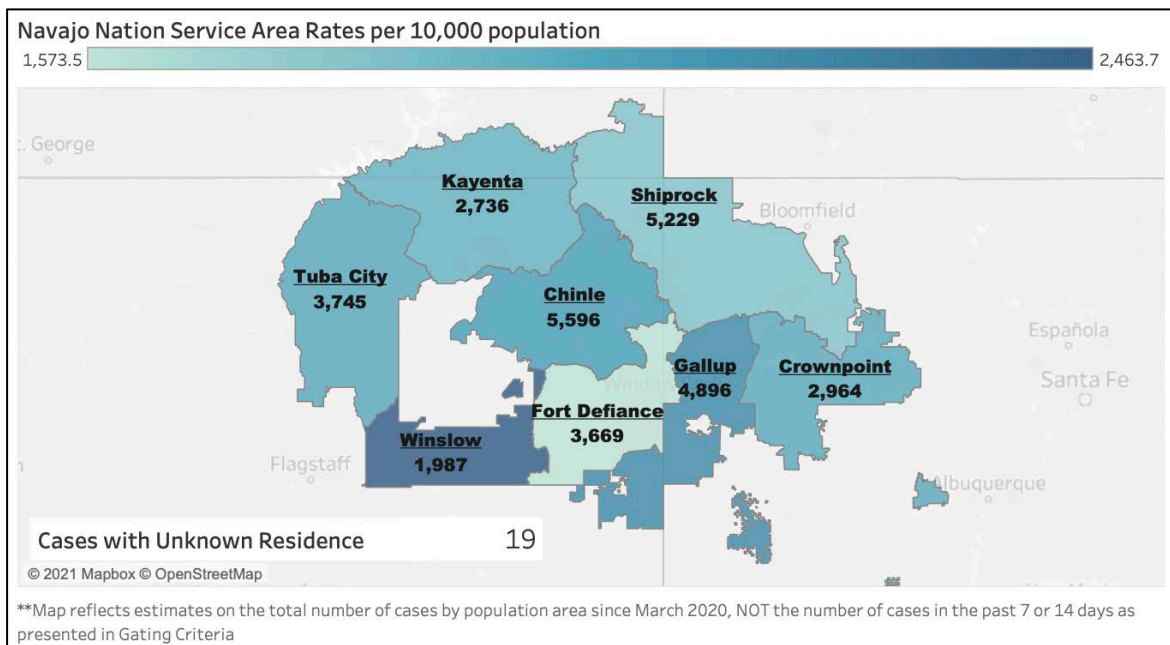 Navajo Nation Service Area Rates per 10,000 population
1,573.5
2,463.7
t. George
Kayenta
2,736
Shiprock
5,229
Bloomfield
Tuba City
3,745
Chinle
5,596
Española
Gallup
4,896
Crownpoint
2,964
Santa Fe
Window
Fort Defiance
3,669
Winslow
1,987
Flagstaff
Albuquerque
Cases with Unknown Residence 19
© 2021 Mapbox © OpenStreetMap
**Map reflects estimates on the total number of cases by population area since March 2020, NOT the number of cases in the past 7 or 14 days as
presented in Gating Criteria